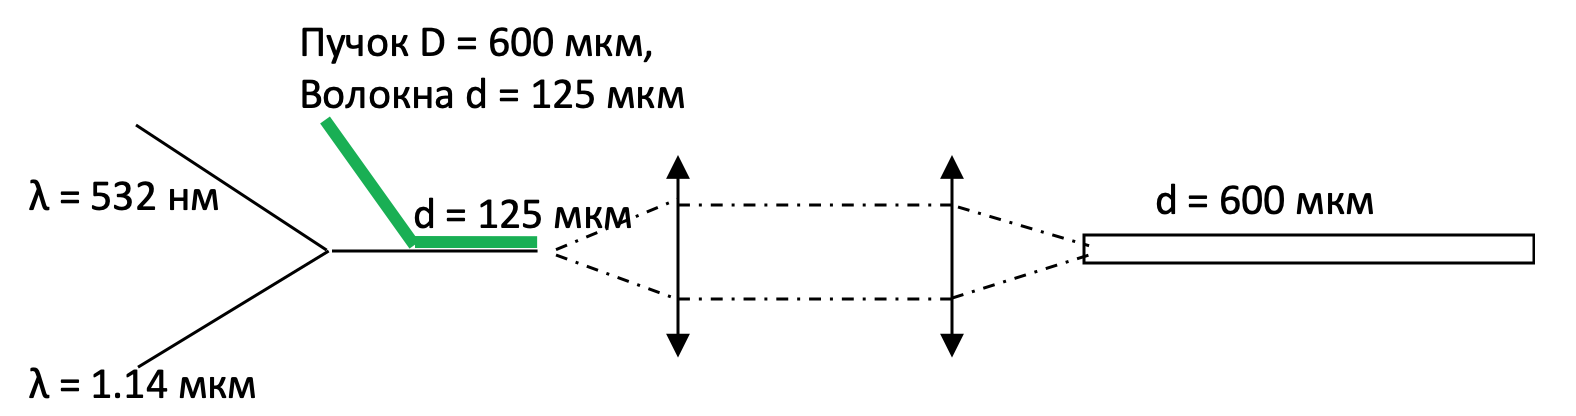 Пучок D = 600 мкм,
Волокна d = 125 мкм
λ = 532 нм
d = 125 мкм
d = 600 мкм
λ = 1.14 мкм